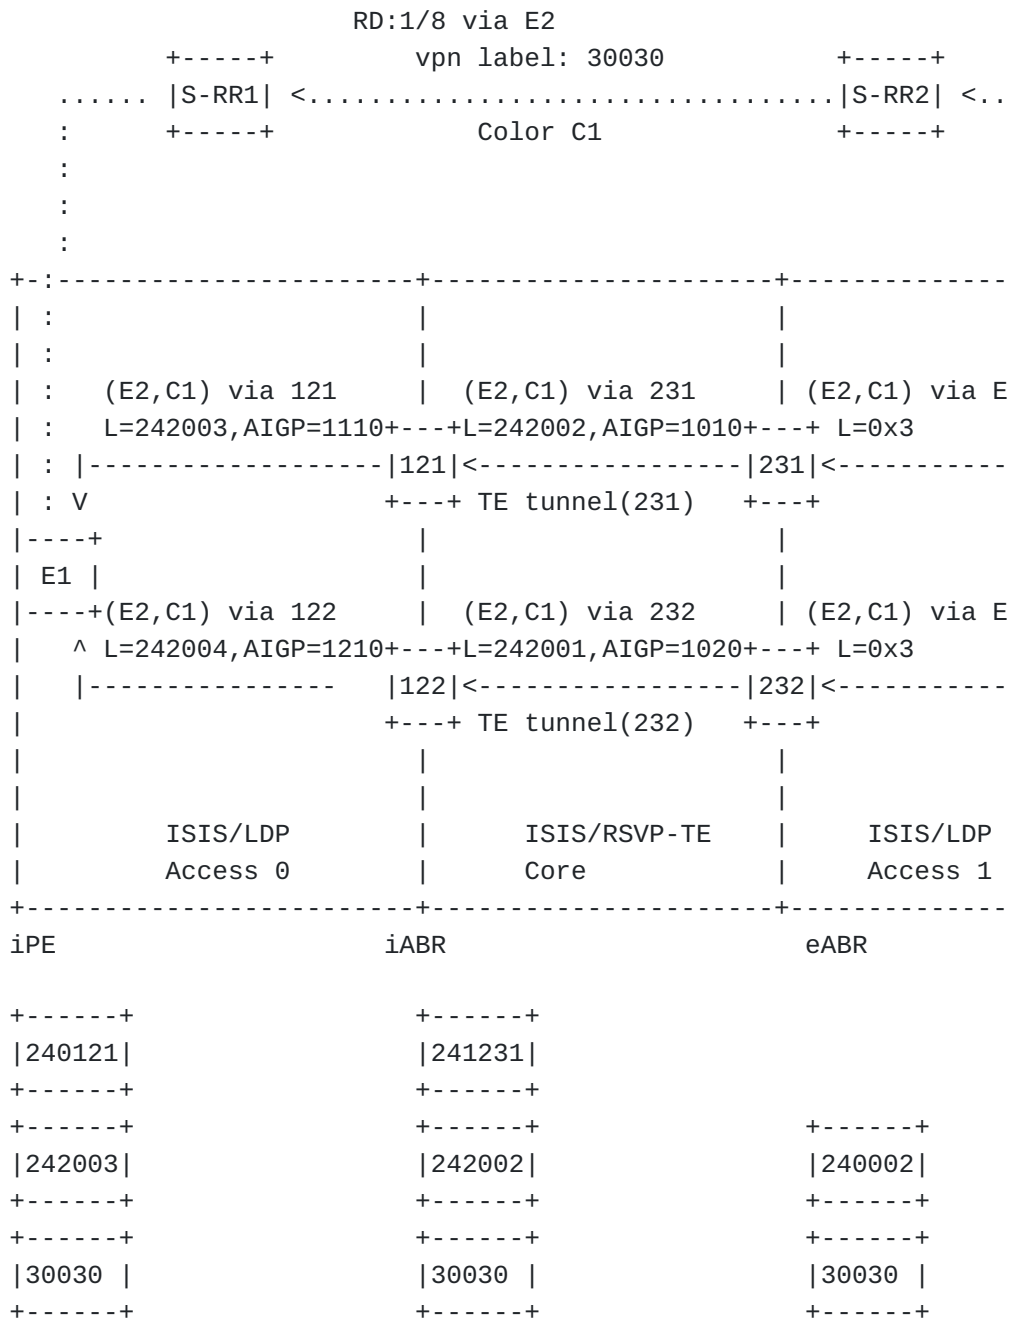 RD:1/8 via E2
          +-----+         vpn label: 30030           +-----+
   ...... |S-RR1| <..................................|S-RR2| <..
   :      +-----+             Color C1               +-----+
   :
   :
   :
+-:-----------------------+----------------------+--------------
| :                       |                      |
| :                       |                      |
| :   (E2,C1) via 121     |  (E2,C1) via 231     | (E2,C1) via E
| :   L=242003,AIGP=1110+---+L=242002,AIGP=1010+---+ L=0x3
| : |-------------------|121|<-----------------|231|<-----------
| : V                   +---+ TE tunnel(231)   +---+
|----+                    |                      |
| E1 |                    |                      |
|----+(E2,C1) via 122     |  (E2,C1) via 232     | (E2,C1) via E
|   ^ L=242004,AIGP=1210+---+L=242001,AIGP=1020+---+ L=0x3
|   |----------------   |122|<-----------------|232|<-----------
|                       +---+ TE tunnel(232)   +---+
|                         |                      |
|                         |                      |
|         ISIS/LDP        |      ISIS/RSVP-TE    |     ISIS/LDP
|         Access 0        |      Core            |     Access 1
+-------------------------+----------------------+--------------
iPE                     iABR                       eABR

+------+                  +------+
|240121|                  |241231|
+------+                  +------+
+------+                  +------+                 +------+
|242003|                  |242002|                 |240002|
+------+                  +------+                 +------+
+------+                  +------+                 +------+
|30030 |                  |30030 |                 |30030 |
+------+                  +------+                 +------+